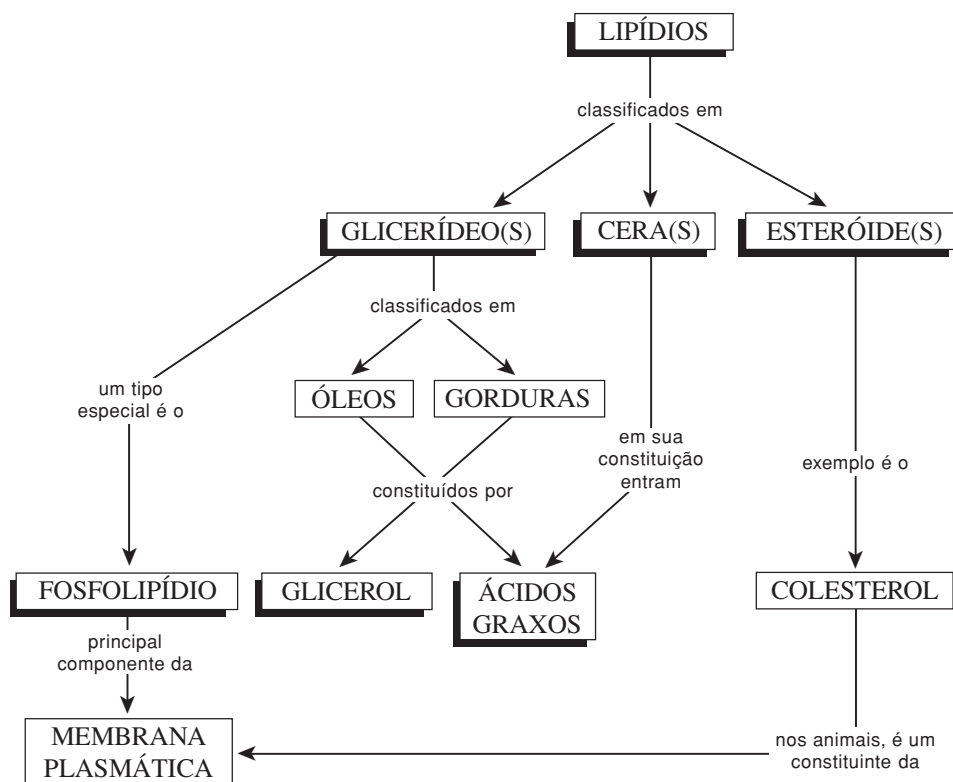 LIPÍDIOS
classificados em
GLICERÍDEO(S)
CERA(S)
ESTERÓIDE(S)
classificados em
um tipo
especial é o
ÓLEOS
GORDURAS
em sua
constituição
entram
exemplo é o
constituídos por
FOSFOLIPÍDIO
GLICEROL
ÁCIDOS
GRAXOS
COLESTEROL
principal
componente da
MEMBRANA
PLASMÁTICA
nos animais, é um
constituinte da